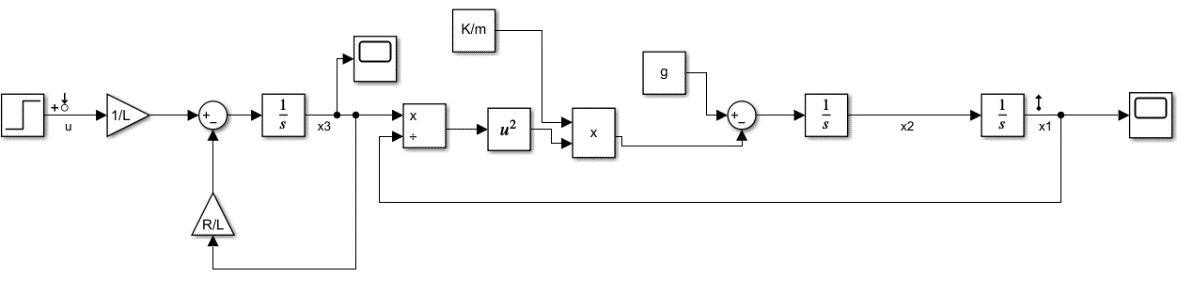 K/m
g
+
u
1/L
+
−
1
s
x3
x
÷
u²
x
+
−
1
s
x2
1
s
x1
R/L